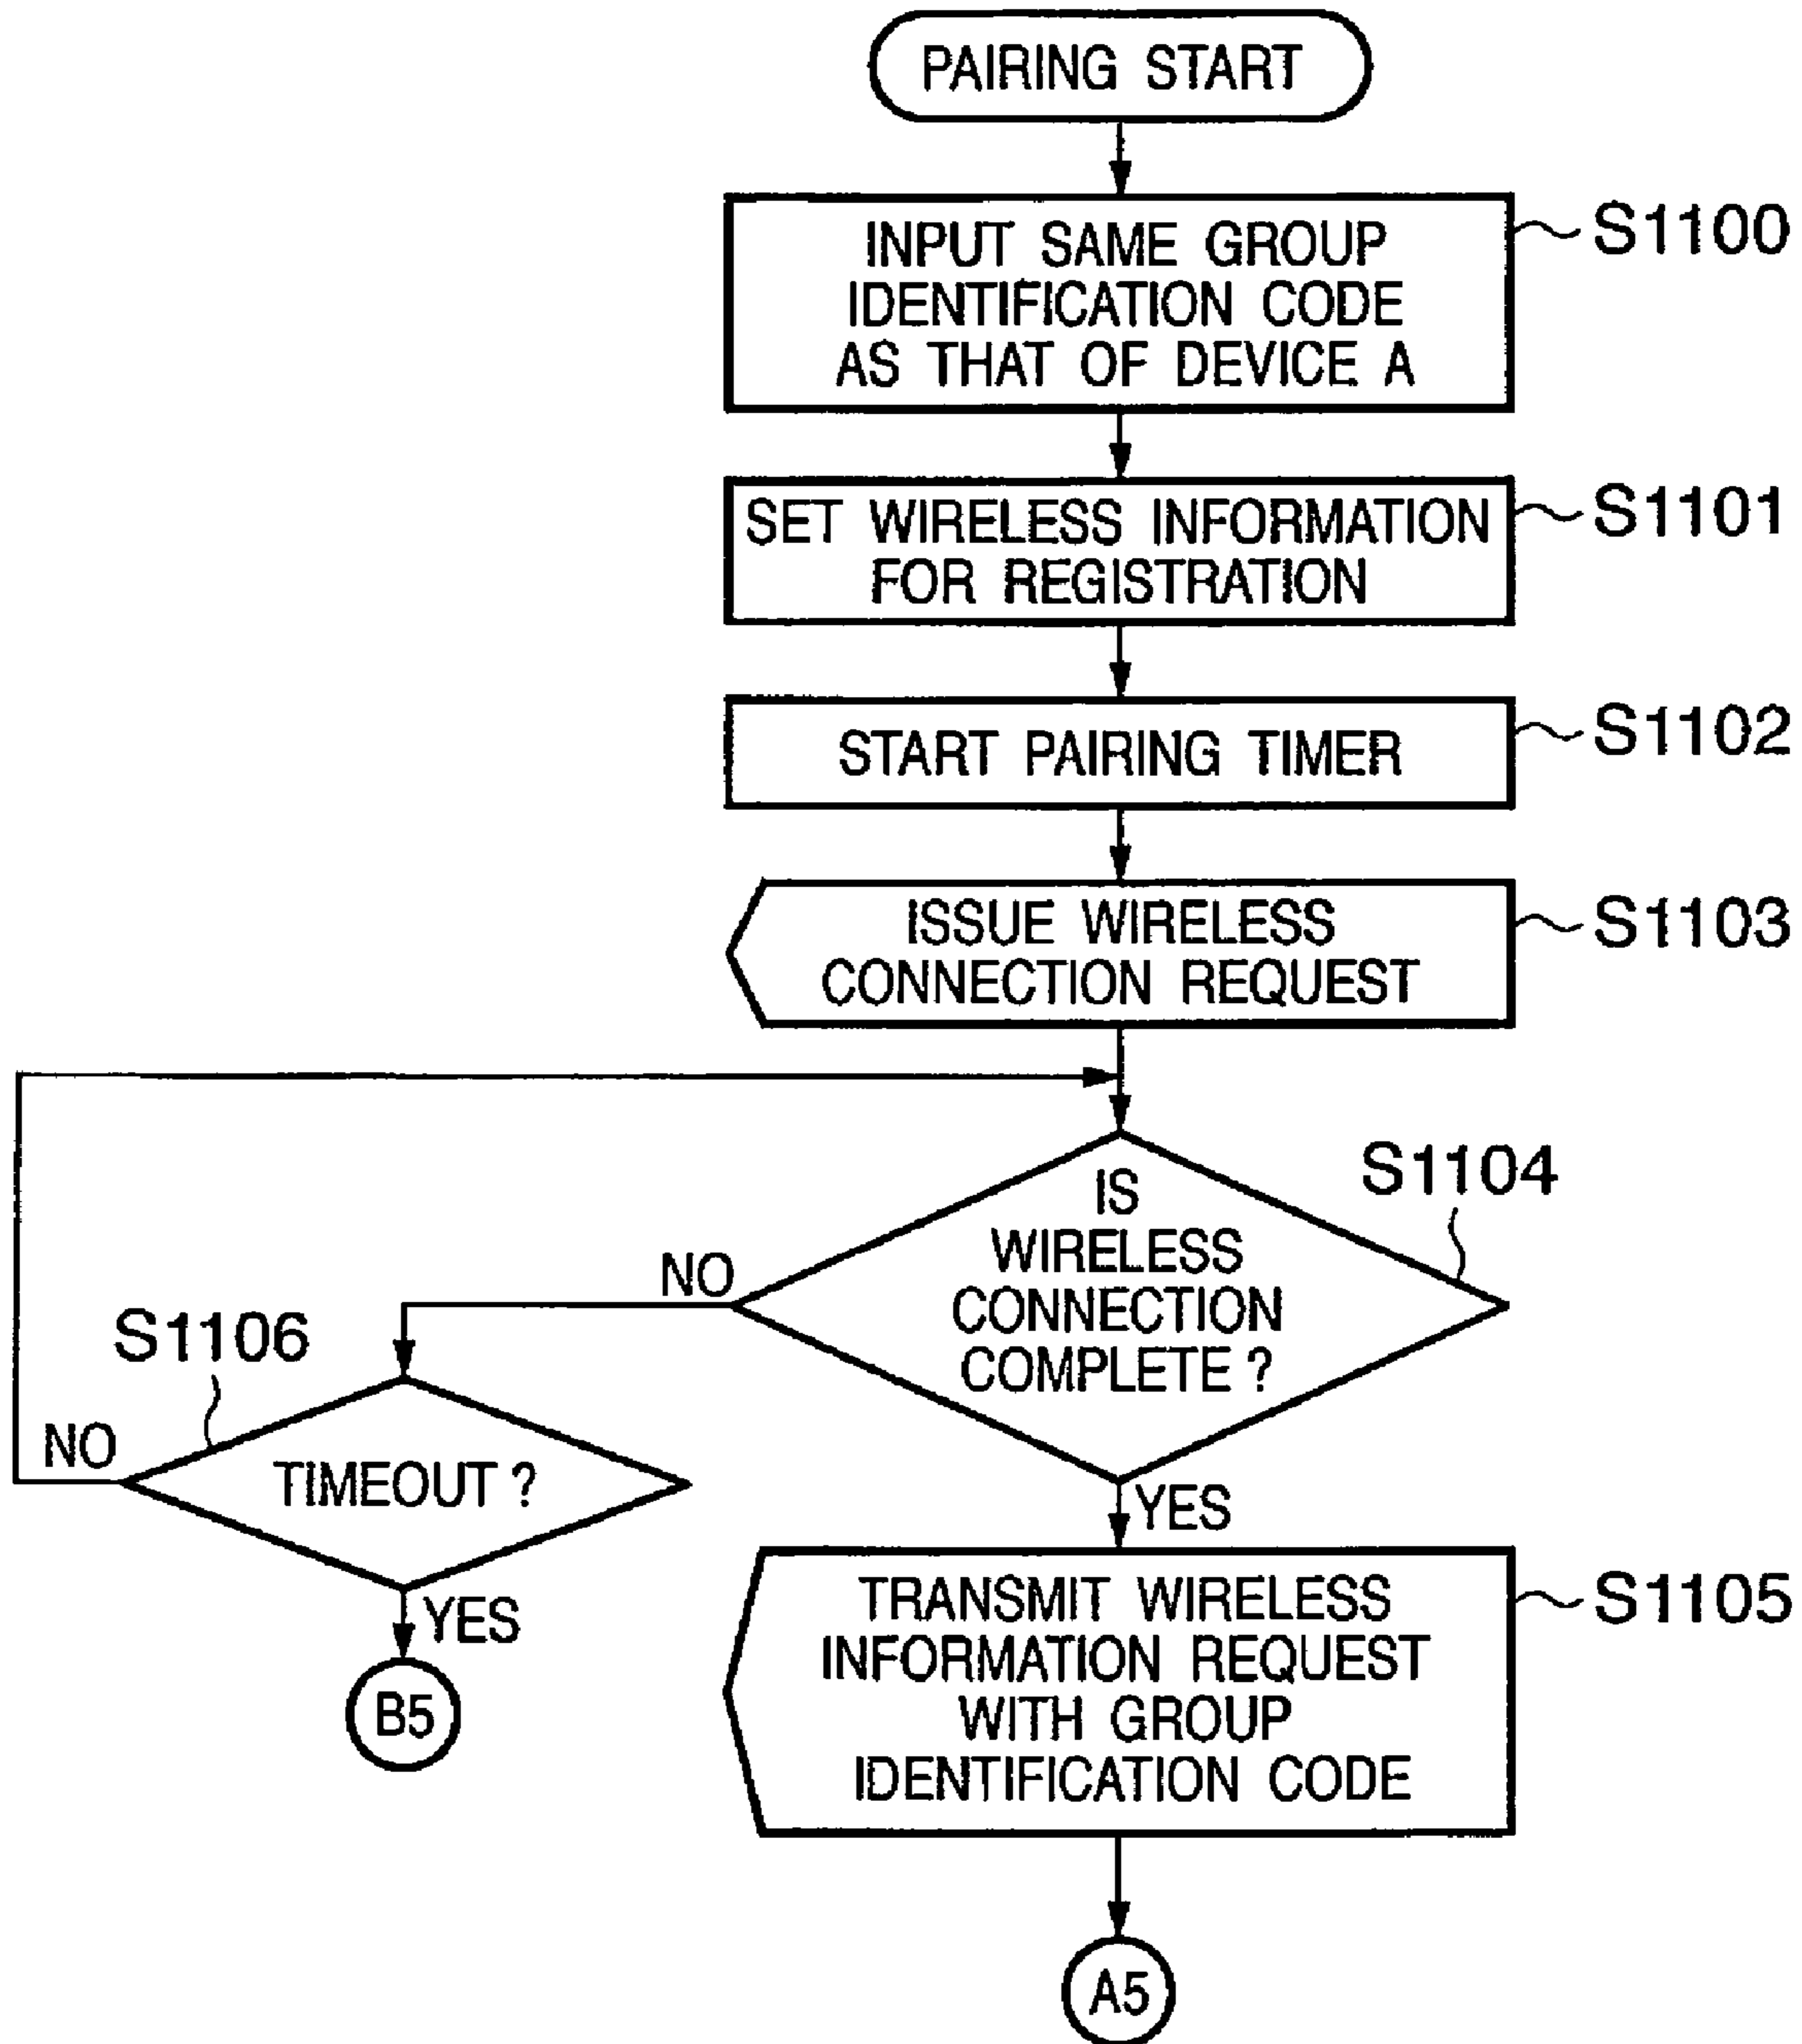 PAIRING START
INPUT SAME GROUP
IDENTIFICATION CODE
AS THAT OF DEVICE A
S1100
SET WIRELESS INFORMATION
FOR REGISTRATION
S1101
START PAIRING TIMER
S1102
ISSUE WIRELESS
CONNECTION REQUEST
S1103
IS
WIRELESS
CONNECTION
COMPLETE ?
S1104
NO
S1106
TIMEOUT ?
NO
YES
B5
YES
TRANSMIT WIRELESS
INFORMATION REQUEST
WITH GROUP
IDENTIFICATION CODE
S1105
A5